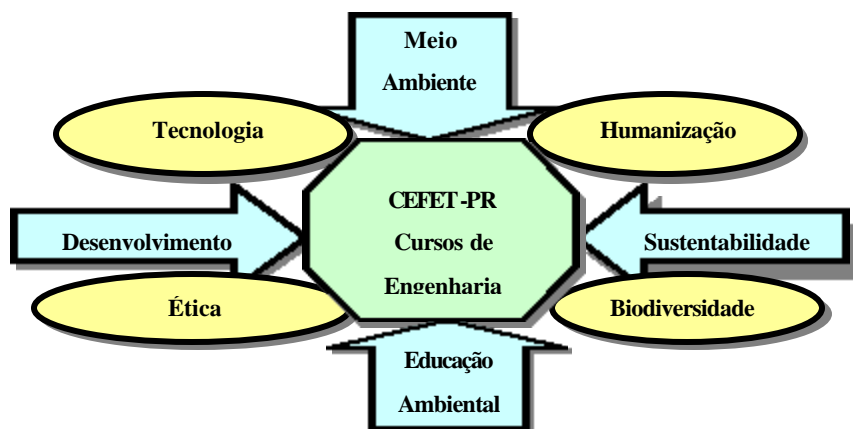 Meio
Ambiente
Tecnologia
Humanização
CEFET-PR
Cursos de
Engenharia
Desenvolvimento
Sustentabilidade
Ética
Biodiversidade
Educação
Ambiental